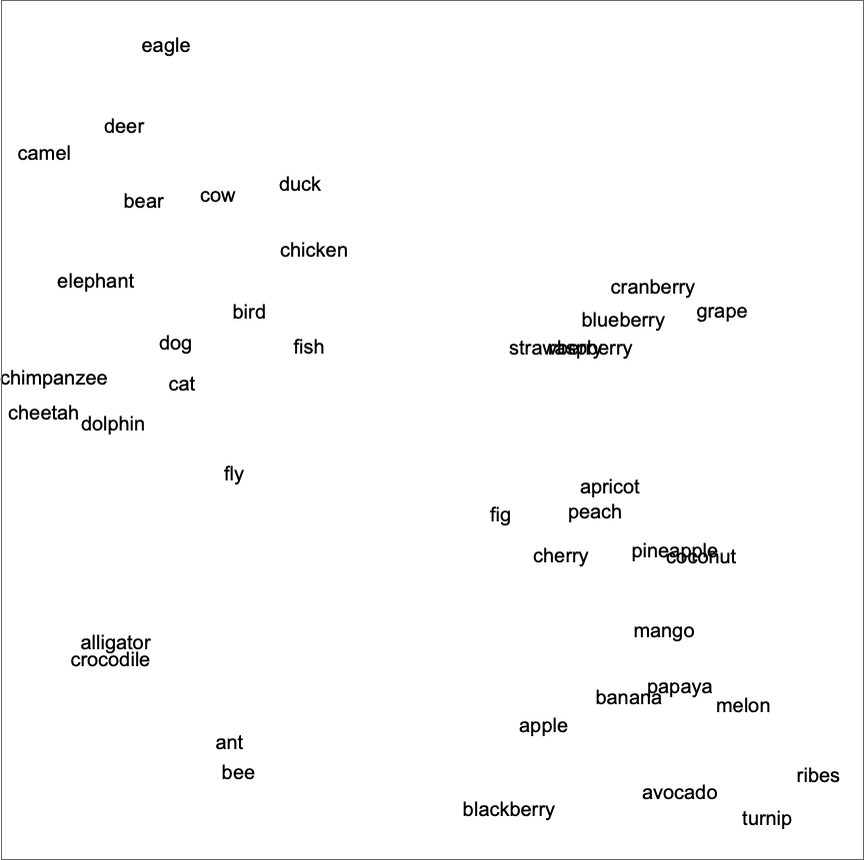 eagle
deer
camel
duck
cow
bear
chicken
elephant
cranberry
grape
bird
blueberry
dog
fish
strawberry
raspberry
chimpanzee
cat
cheetah
dolphin
fly
apricot
peach
fig
pineapple
cherry
coconut
mango
alligator
crocodile
papaya
banana
melon
apple
ant
bee
ribes
avocado
blackberry
turnip